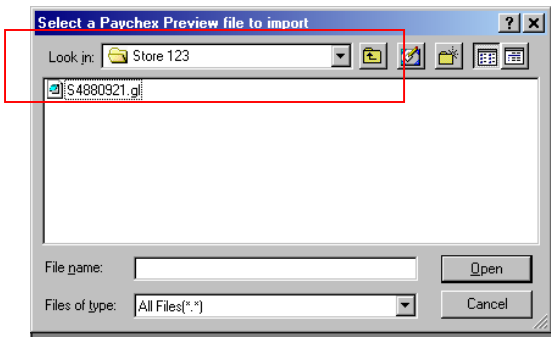 Select a Paychex Preview file to import
Look in: Store 123
S4880921.gl
File name: Open
Files of type: All Files(*.*) Cancel